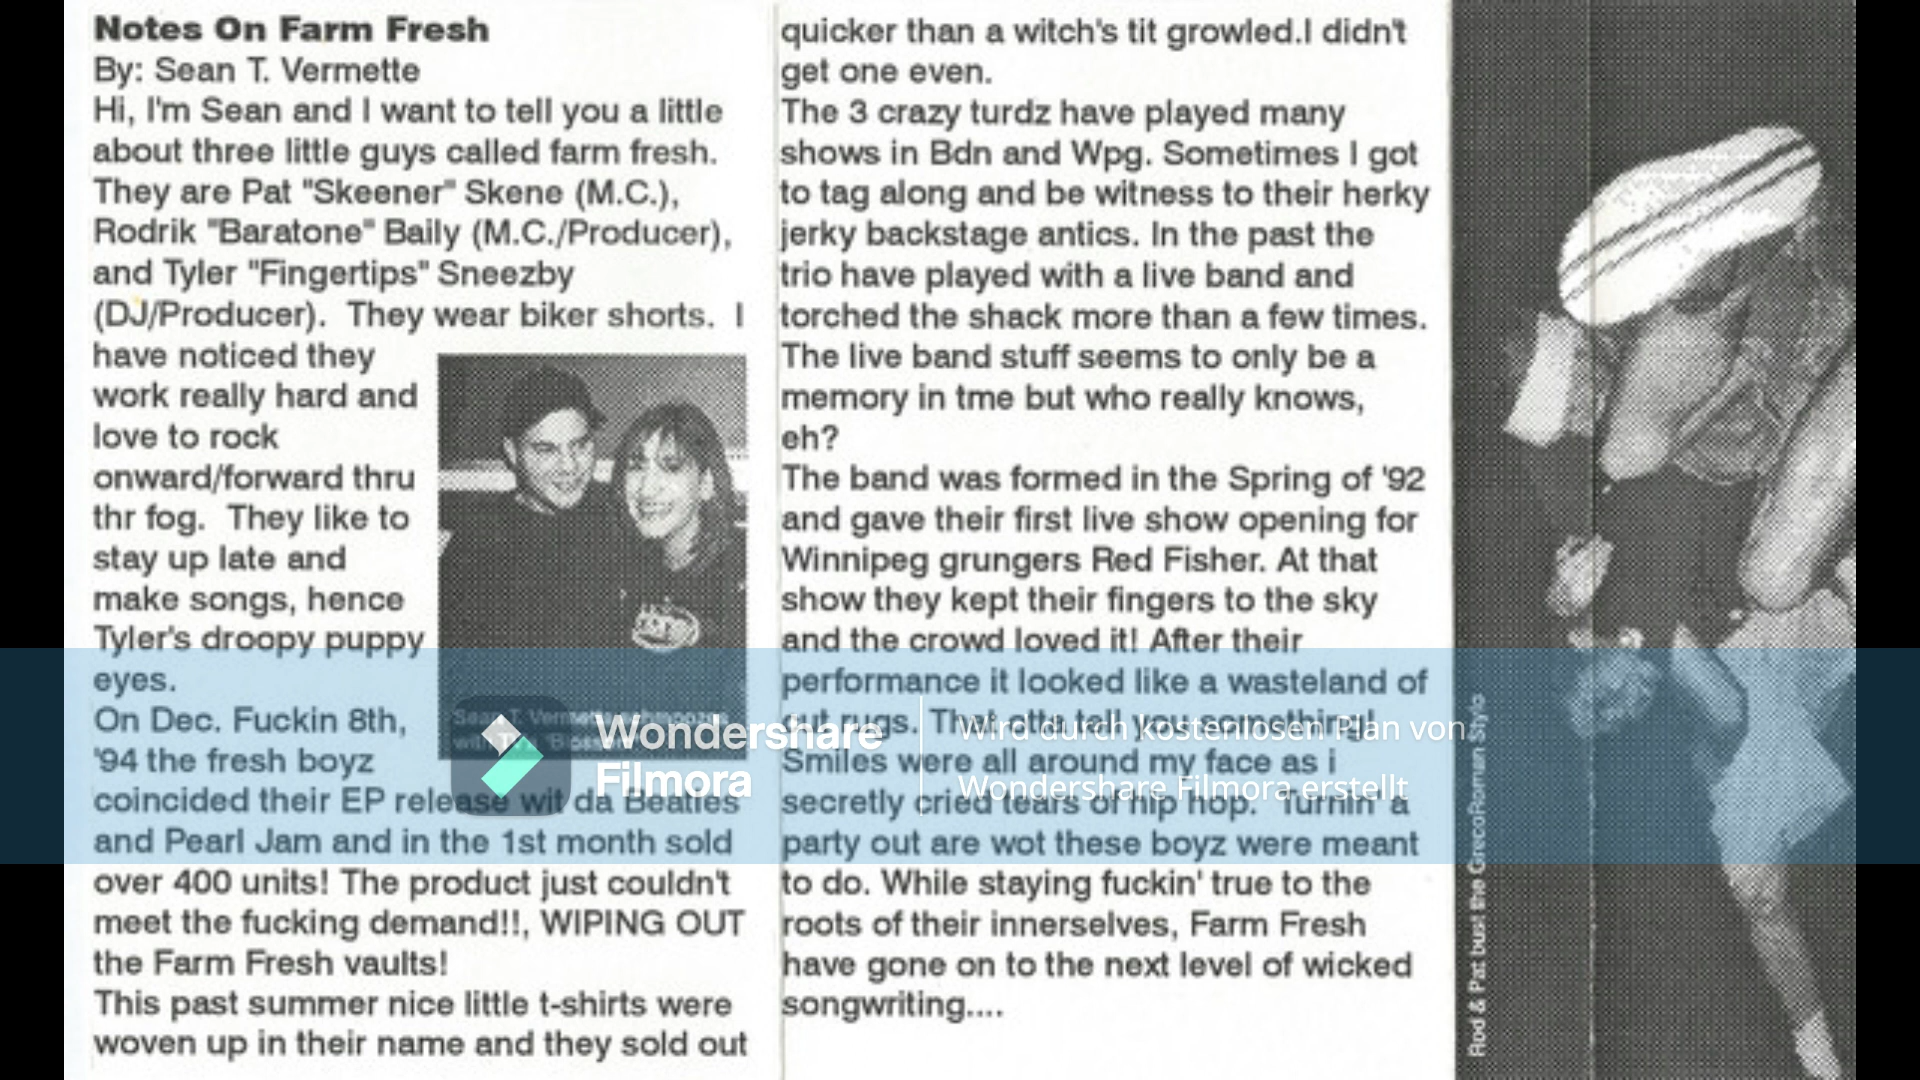 Notes On Farm Fresh
By: Sean T. Vermette
Hi, I'm Sean and I want to tell you a little
about three little guys called farm fresh.
They are Pat "Skeener" Skene (M.C.),
Rodrik "Baratone" Baily (M.C./Producer),
and Tyler "Fingertips" Sneezby
(DJ/Producer).  They wear biker shorts.  I
have noticed they
work really hard and
love to rock
onward/forward thru
thr fog.  They like to
stay up late and
make songs, hence
Tyler's droopy puppy
eyes.
On Dec. Fuckin 8th,
'94 the fresh boyz
coincided their EP release wit da Beatles
and Pearl Jam and in the 1st month sold
over 400 units! The product just couldn't
meet the fucking demand!!, WIPING OUT
the Farm Fresh vaults!
This past summer nice little t-shirts were
woven up in their name and they sold out
Sean T. Vermette
quicker than a witch's tit growled.I didn't
get one even.
The 3 crazy turdz have played many
shows in Bdn and Wpg. Sometimes I got
to tag along and be witness to their herky
jerky backstage antics. In the past the
trio have played with a live band and
torched the shack more than a few times.
The live band stuff seems to only be a
memory in tme but who really knows,
eh?
The band was formed in the Spring of '92
and gave their first live show opening for
Winnipeg grungers Red Fisher. At that
show they kept their fingers to the sky
and the crowd loved it! After their
performance it looked like a wasteland of
cut rugs. That otta tell you something!
Smiles were all around my face as i
secretly cried tears of hip hop.  Turnin' a
party out are wot these boyz were meant
to do. While staying fuckin' true to the
roots of their innerselves, Farm Fresh
have gone on to the next level of wicked
songwriting....
Rod & Pat bust the GrecoRoman Stylo
Wondershare
Filmora
Wird durch kostenlosen Plan von
Wondershare Filmora erstellt